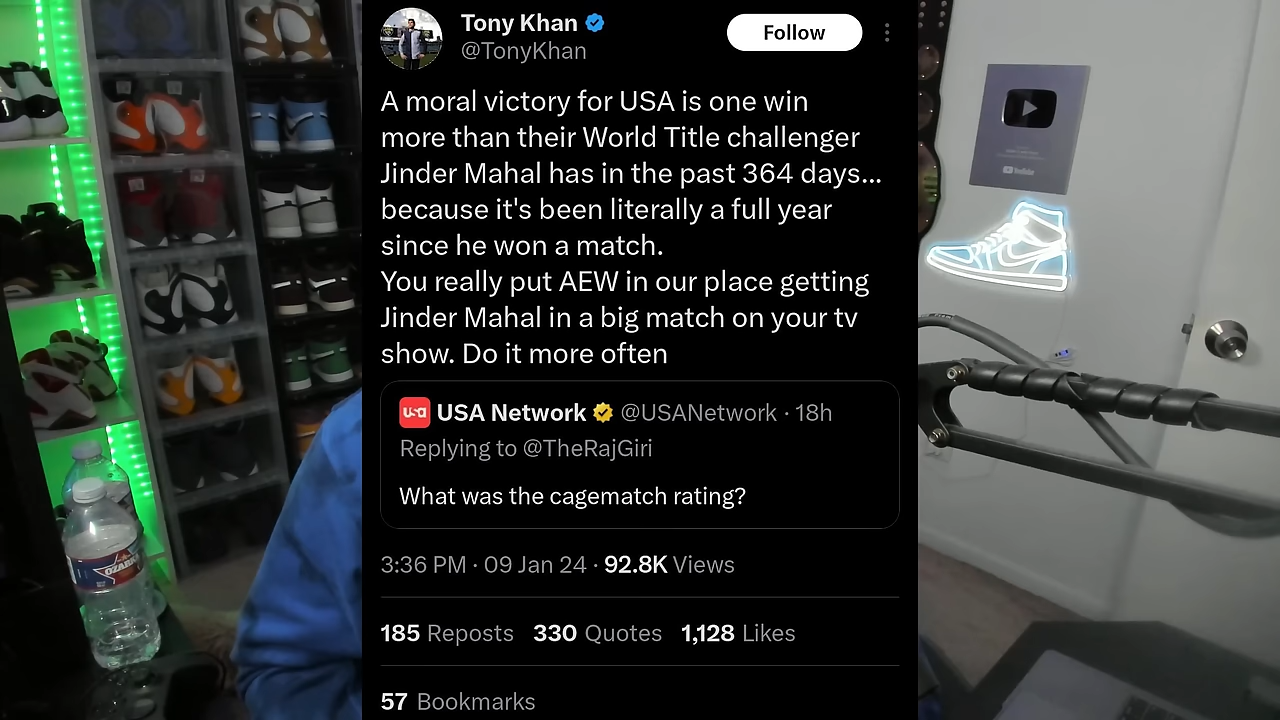 Tony Khan
@TonyKhan
Follow
A moral victory for USA is one win
more than their World Title challenger
Jinder Mahal has in the past 364 days...
because it's been literally a full year
since he won a match.
You really put AEW in our place getting
Jinder Mahal in a big match on your tv
show. Do it more often
usa USA Network @USANetwork · 18h
Replying to @TheRajGiri
What was the cagematch rating?
3:36 PM · 09 Jan 24 · 92.8K Views
185 Reposts 330 Quotes 1,128 Likes
57 Bookmarks
OZARKA
YouTube